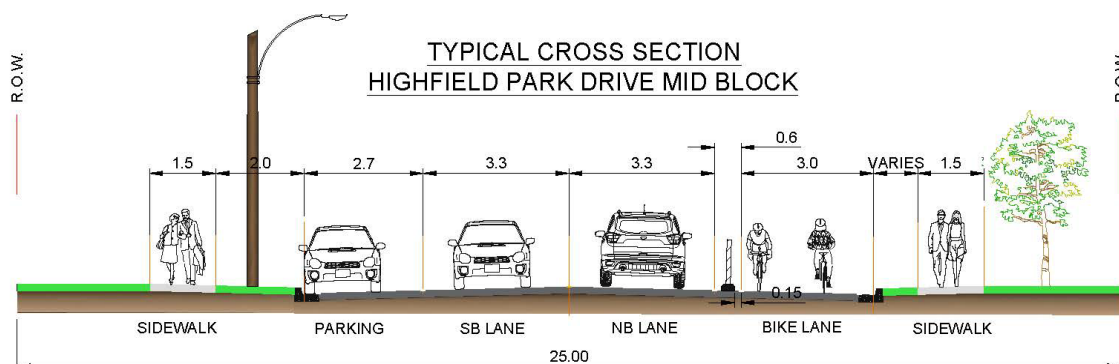 TYPICAL CROSS SECTION
HIGHFIELD PARK DRIVE MID BLOCK
R.O.W.
R.O.W.
0.6
1.5 2.0 2.7 3.3 3.3 3.0 VARIES 1.5
0.15
SIDEWALK PARKING SB LANE NB LANE BIKE LANE SIDEWALK
25.00